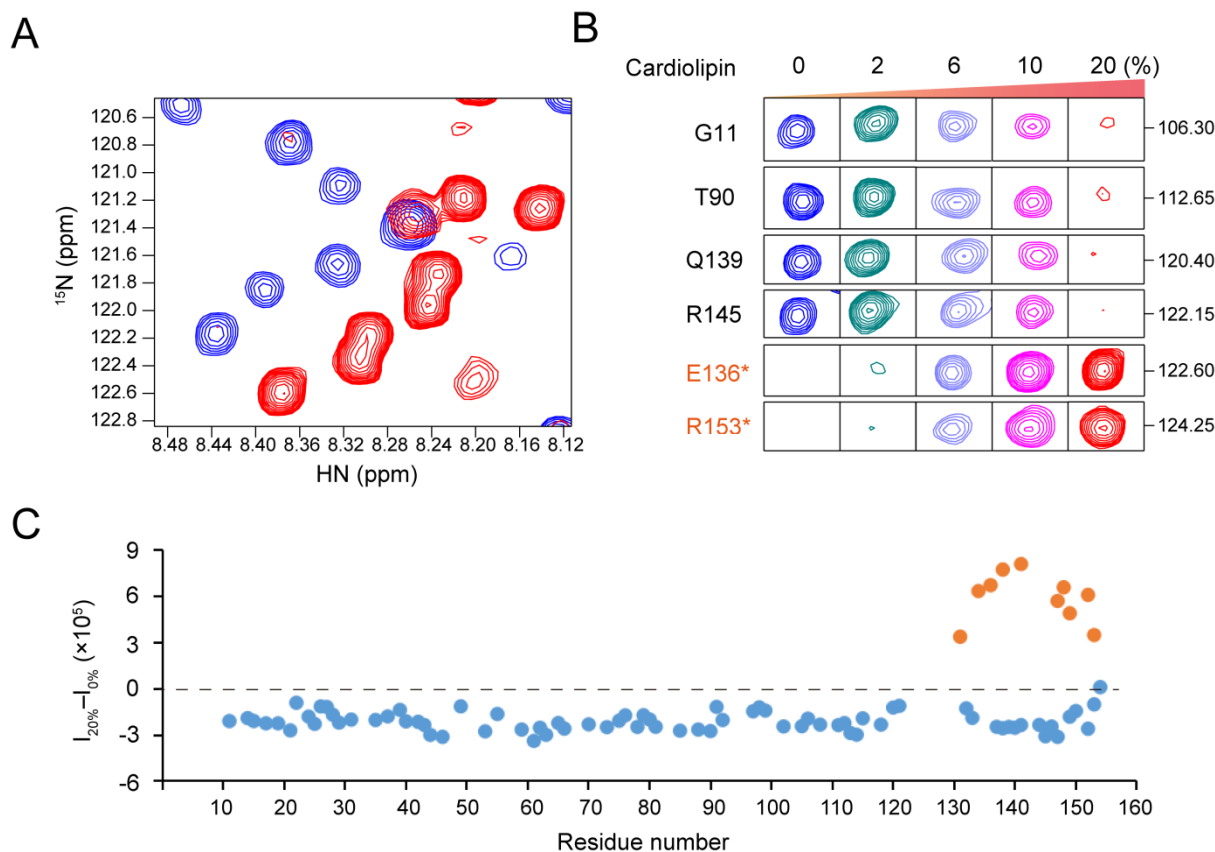 A
120.6
120.8
121.0
121.2
121.4
121.6
121.8
122.0
122.2
122.4
122.6
122.8
¹⁵N (ppm)
8.48 8.44 8.40 8.36 8.32 8.28 8.24 8.20 8.16 8.12
HN (ppm)
B
Cardiolipin 0 2 6 10 20 (%)
G11 106.30
T90 112.65
Q139 120.40
R145 122.15
E136* 122.60
R153* 124.25
C
I₂₀%–I₀% (×10⁵)
9
6
3
0
-3
-6
10 20 30 40 50 60 70 80 90 100 110 120 130 140 150 160
Residue number